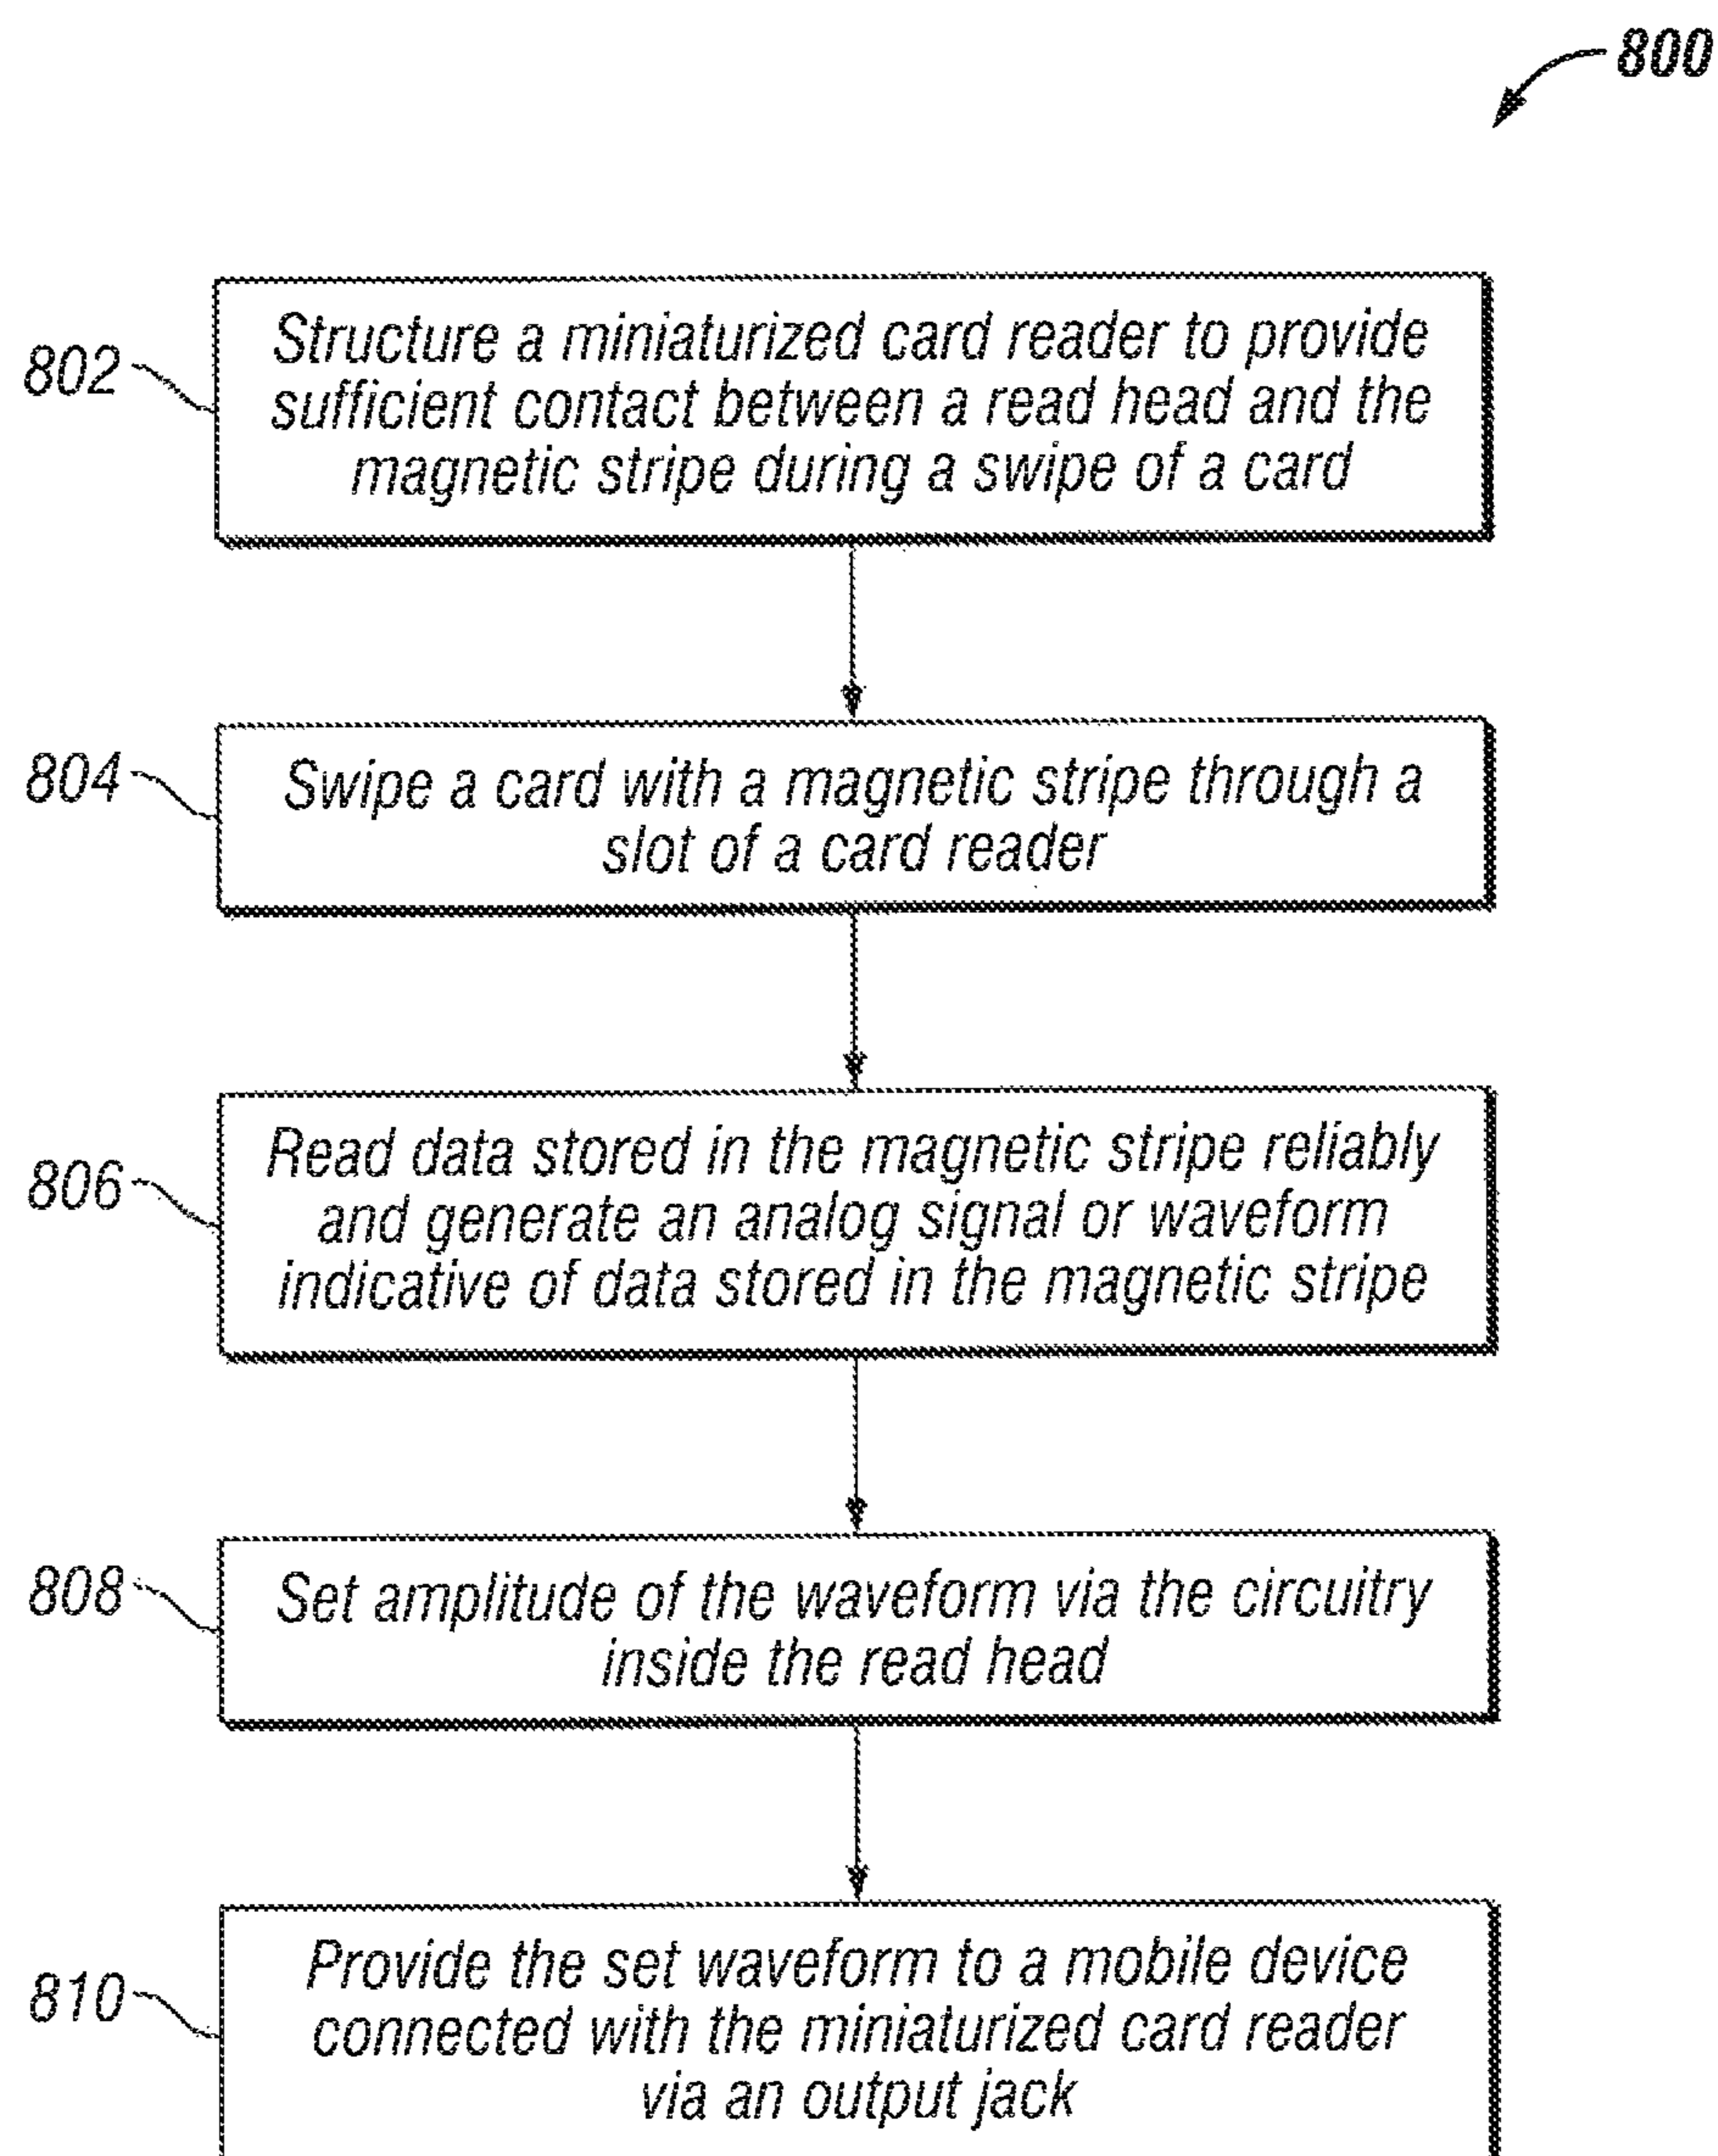 800
802
Structure a miniaturized card reader to provide
sufficient contact between a read head and the
magnetic stripe during a swipe of a card
804
Swipe a card with a magnetic stripe through a
slot of a card reader
806
Read data stored in the magnetic stripe reliably
and generate an analog signal or waveform
indicative of data stored in the magnetic stripe
808
Set amplitude of the waveform via the circuitry
inside the read head
810
Provide the set waveform to a mobile device
connected with the miniaturized card reader
via an output jack